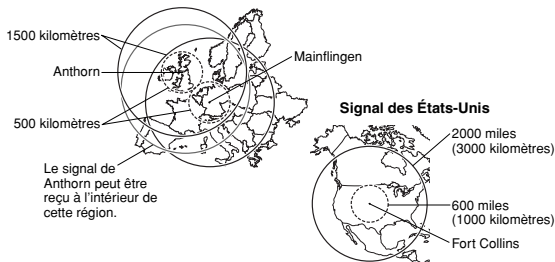 1500 kilomètres
Anthorn
500 kilomètres
Le signal de
Anthorn peut être
reçu à l'intérieur de
cette région.
Mainflingen
Signal des États-Unis
2000 miles
(3000 kilomètres)
600 miles
(1000 kilomètres)
Fort Collins